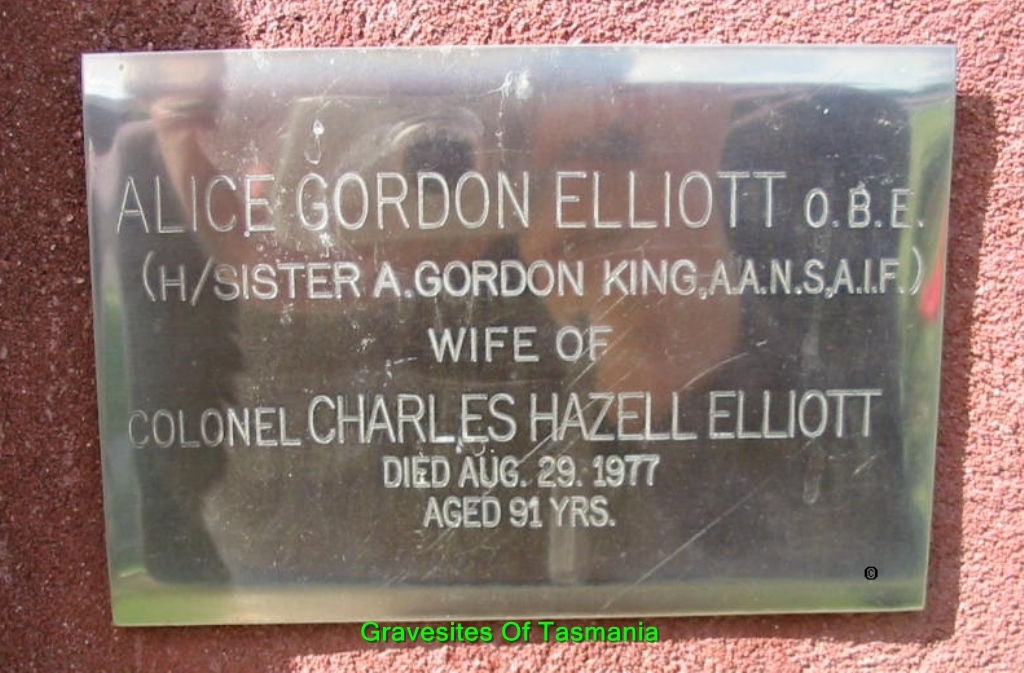 ALICE GORDON ELLIOTT O.B.E.
(H/SISTER A.GORDON KING,A.A.N.S,A.I.F.)
WIFE OF
COLONEL CHARLES HAZELL ELLIOTT
DIED AUG. 29. 1977
AGED 91 YRS.
©
Gravesites Of Tasmania